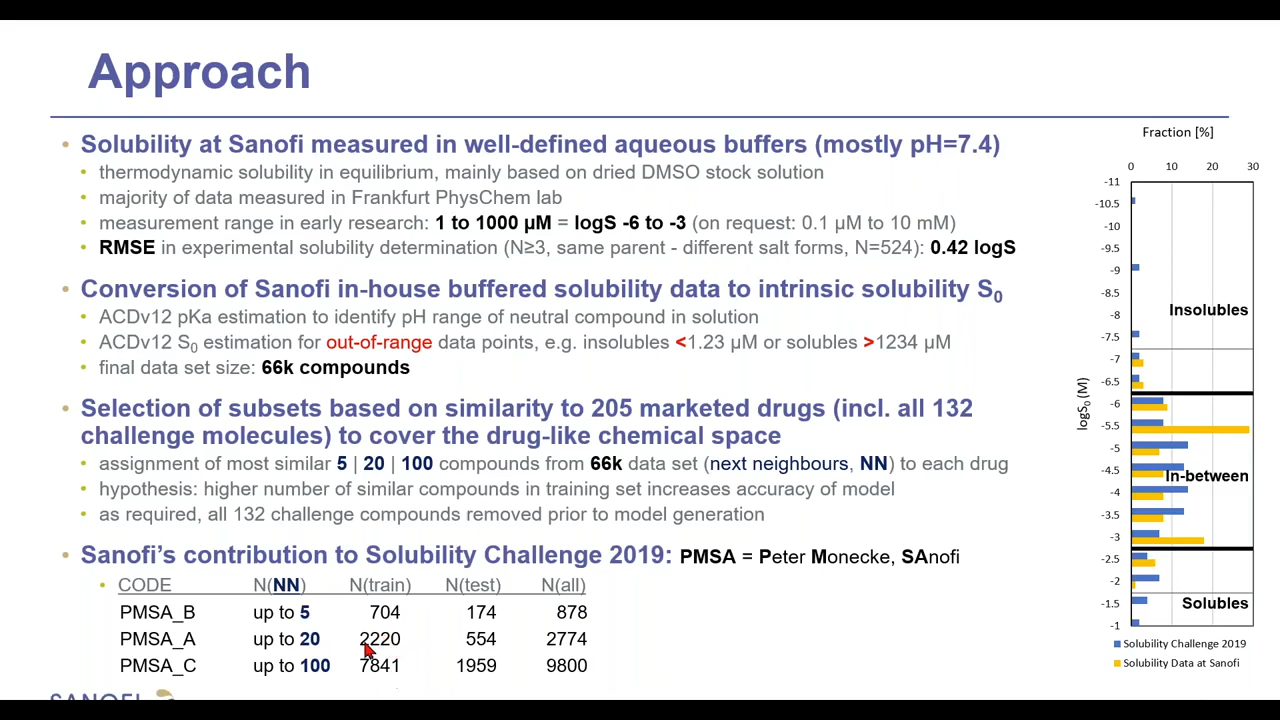 Approach
• Solubility at Sanofi measured in well-defined aqueous buffers (mostly pH=7.4)
• thermodynamic solubility in equilibrium, mainly based on dried DMSO stock solution
• majority of data measured in Frankfurt PhysChem lab
• measurement range in early research: 1 to 1000 µM = logS -6 to -3 (on request: 0.1 µM to 10 mM)
• RMSE in experimental solubility determination (N≥3, same parent - different salt forms, N=524): 0.42 logS
• Conversion of Sanofi in-house buffered solubility data to intrinsic solubility S₀
• ACDv12 pKa estimation to identify pH range of neutral compound in solution
• ACDv12 S₀ estimation for out-of-range data points, e.g. insolubles <1.23 µM or solubles >1234 µM
• final data set size: 66k compounds
• Selection of subsets based on similarity to 205 marketed drugs (incl. all 132
challenge molecules) to cover the drug-like chemical space
• assignment of most similar 5 | 20 | 100 compounds from 66k data set (next neighbours, NN) to each drug
• hypothesis: higher number of similar compounds in training set increases accuracy of model
• as required, all 132 challenge compounds removed prior to model generation
• Sanofi's contribution to Solubility Challenge 2019: PMSA = Peter Monecke, SAnofi
• CODE N(NN) N(train) N(test) N(all)
PMSA_B up to 5 704 174 878
PMSA_A up to 20 2220 554 2774
PMSA_C up to 100 7841 1959 9800
SANOFI
Fraction [%]
0 10 20 30
-11
-10.5
-10
-9.5
-9
-8.5
-8
-7.5
-7
-6.5
-6
-5.5
-5
-4.5
-4
-3.5
-3
-2.5
-2
-1.5
-1
logS₀ (M)
Insolubles
In-between
Solubles
Solubility Challenge 2019
Solubility Data at Sanofi